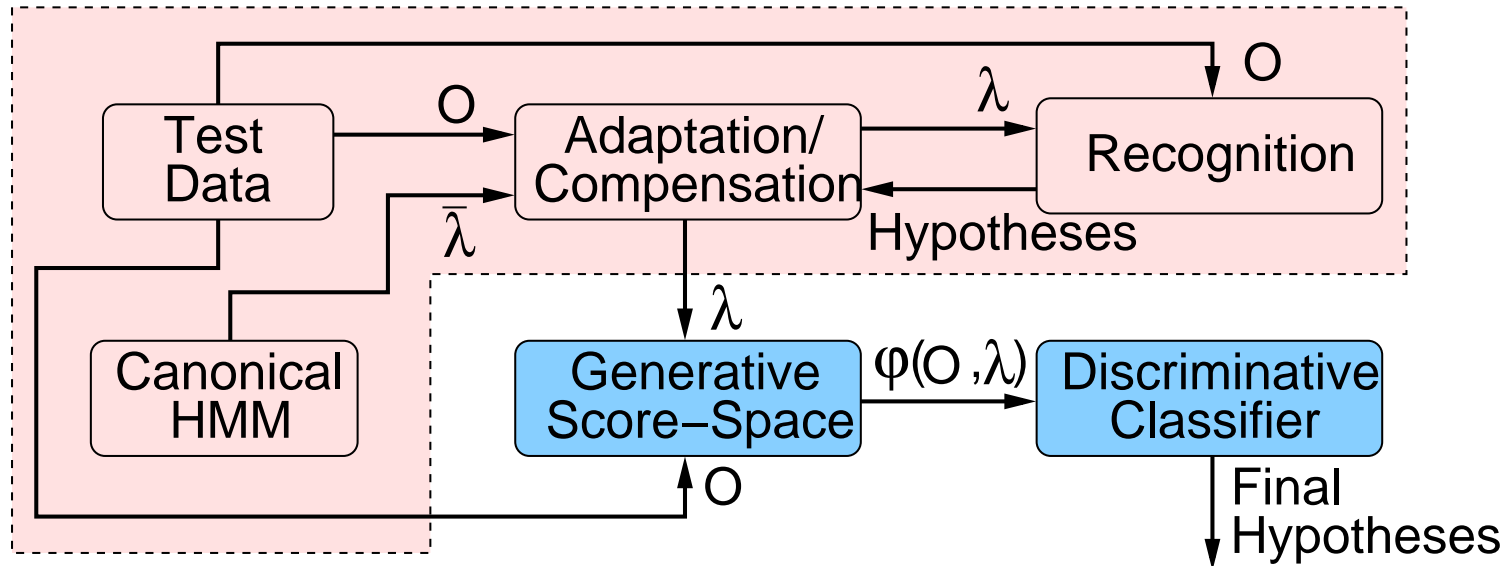 O
O
λ
Test
Data
Adaptation/
Compensation
Recognition
λ̄
Hypotheses
λ
Canonical
HMM
Generative
Score–Space
φ(O ,λ)
Discriminative
Classifier
O
Final
Hypotheses